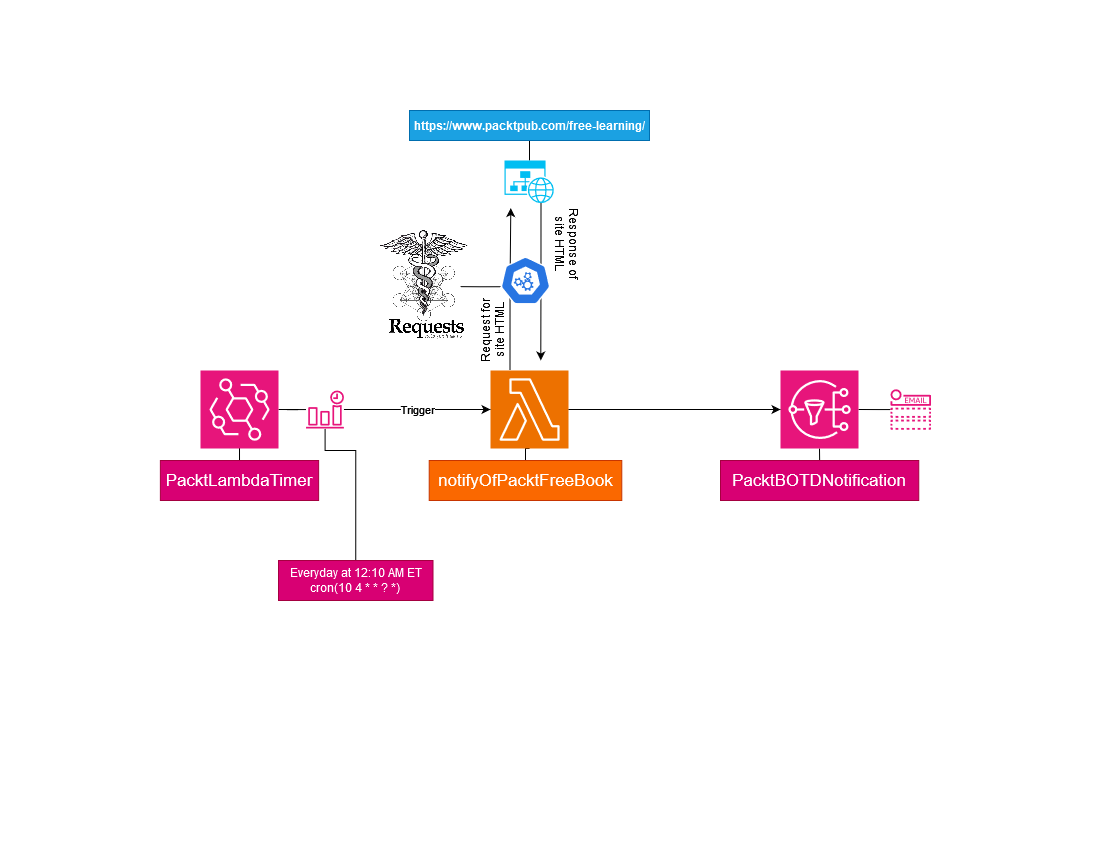 https://www.packtpub.com/free-learning/
Response of
site HTML
Requests
Request for
site HTML
Trigger
EMAIL
PacktLambdaTimer
notifyOfPacktFreeBook
PacktBOTDNotification
Everyday at 12:10 AM ET
cron(10 4 * * ? *)